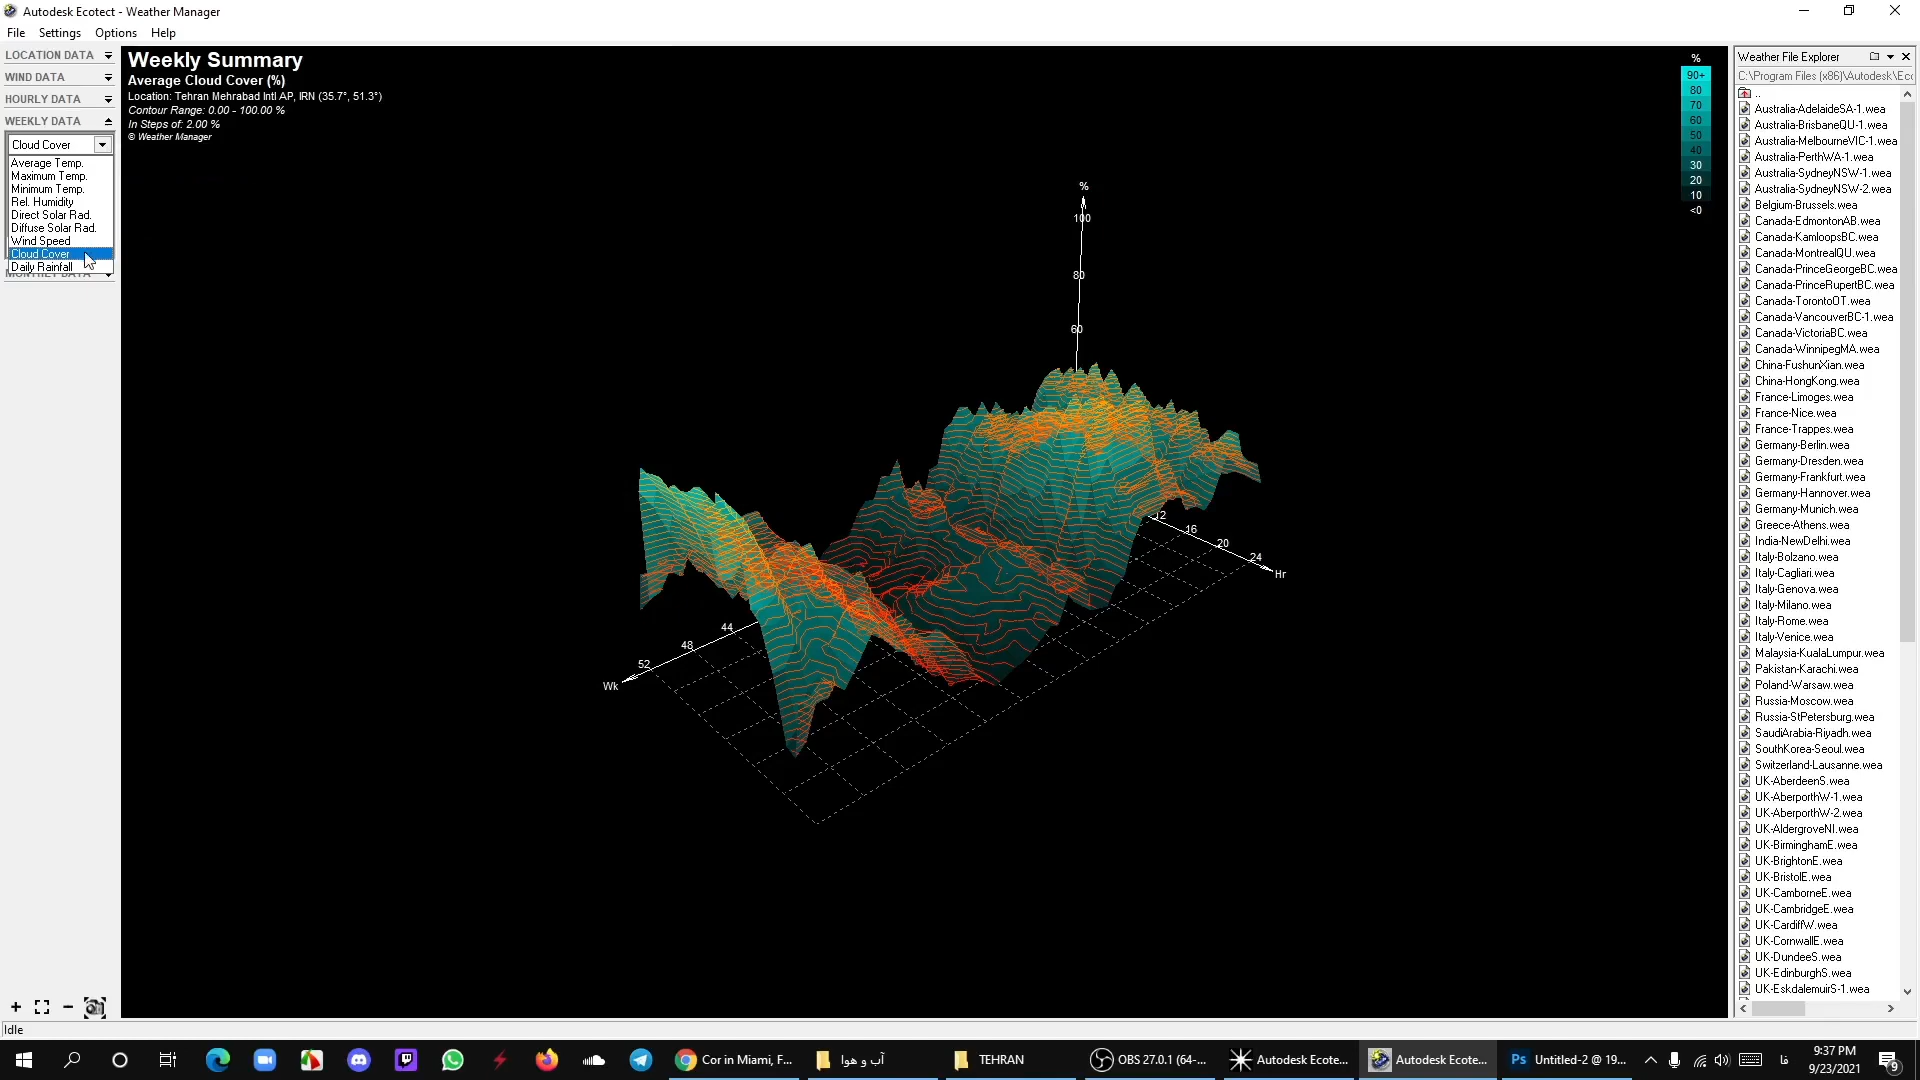 Autodesk Ecotect - Weather Manager
File Settings Options Help
LOCATION DATA
WIND DATA
HOURLY DATA
WEEKLY DATA
Cloud Cover
Average Temp.
Maximum Temp.
Minimum Temp.
Rel. Humidity
Direct Solar Rad.
Diffuse Solar Rad.
Wind Speed
Cloud Cover
Daily Rainfall
MONTHLY DATA
Weekly Summary
Average Cloud Cover (%)
Location: Tehran Mehrabad Intl AP, IRN (35.7°, 51.3°)
Contour Range: 0.00 - 100.00 %
In Steps of: 2.00 %
© Weather Manager
%
100
80
60
12
16
20
24
Hr
44
48
52
Wk
%
90+
80
70
60
50
40
30
20
10
<0
Weather File Explorer
C:\Program Files (x86)\Autodesk\Ec
..
Australia-AdelaideSA-1.wea
Australia-BrisbaneQU-1.wea
Australia-MelbourneVIC-1.wea
Australia-PerthWA-1.wea
Australia-SydneyNSW-1.wea
Australia-SydneyNSW-2.wea
Belgium-Brussels.wea
Canada-EdmontonAB.wea
Canada-KamloopsBC.wea
Canada-MontrealQU.wea
Canada-PrinceGeorgeBC.wea
Canada-PrinceRupertBC.wea
Canada-TorontoOT.wea
Canada-VancouverBC-1.wea
Canada-VictoriaBC.wea
Canada-WinnipegMA.wea
China-FushunXian.wea
China-HongKong.wea
France-Limoges.wea
France-Nice.wea
France-Trappes.wea
Germany-Berlin.wea
Germany-Dresden.wea
Germany-Frankfurt.wea
Germany-Hannover.wea
Germany-Munich.wea
Greece-Athens.wea
India-NewDelhi.wea
Italy-Bolzano.wea
Italy-Cagliari.wea
Italy-Genova.wea
Italy-Milano.wea
Italy-Rome.wea
Italy-Venice.wea
Malaysia-KualaLumpur.wea
Pakistan-Karachi.wea
Poland-Warsaw.wea
Russia-Moscow.wea
Russia-StPetersburg.wea
SaudiArabia-Riyadh.wea
SouthKorea-Seoul.wea
Switzerland-Lausanne.wea
UK-AberdeenS.wea
UK-AberporthW-1.wea
UK-AberporthW-2.wea
UK-AldergroveNI.wea
UK-BirminghamE.wea
UK-BrightonE.wea
UK-BristolE.wea
UK-CamborneE.wea
UK-CambridgeE.wea
UK-CardiffW.wea
UK-CornwallE.wea
UK-DundeeS.wea
UK-EdinburghS.wea
UK-EskdalemuirS-1.wea
Idle
Cor in Miami, F...
آب و هوا
TEHRAN
OBS 27.0.1 (64-...
Autodesk Ecote...
Autodesk Ecote...
Ps Untitled-2 @ 19...
فا
9:37 PM
9/23/2021
9